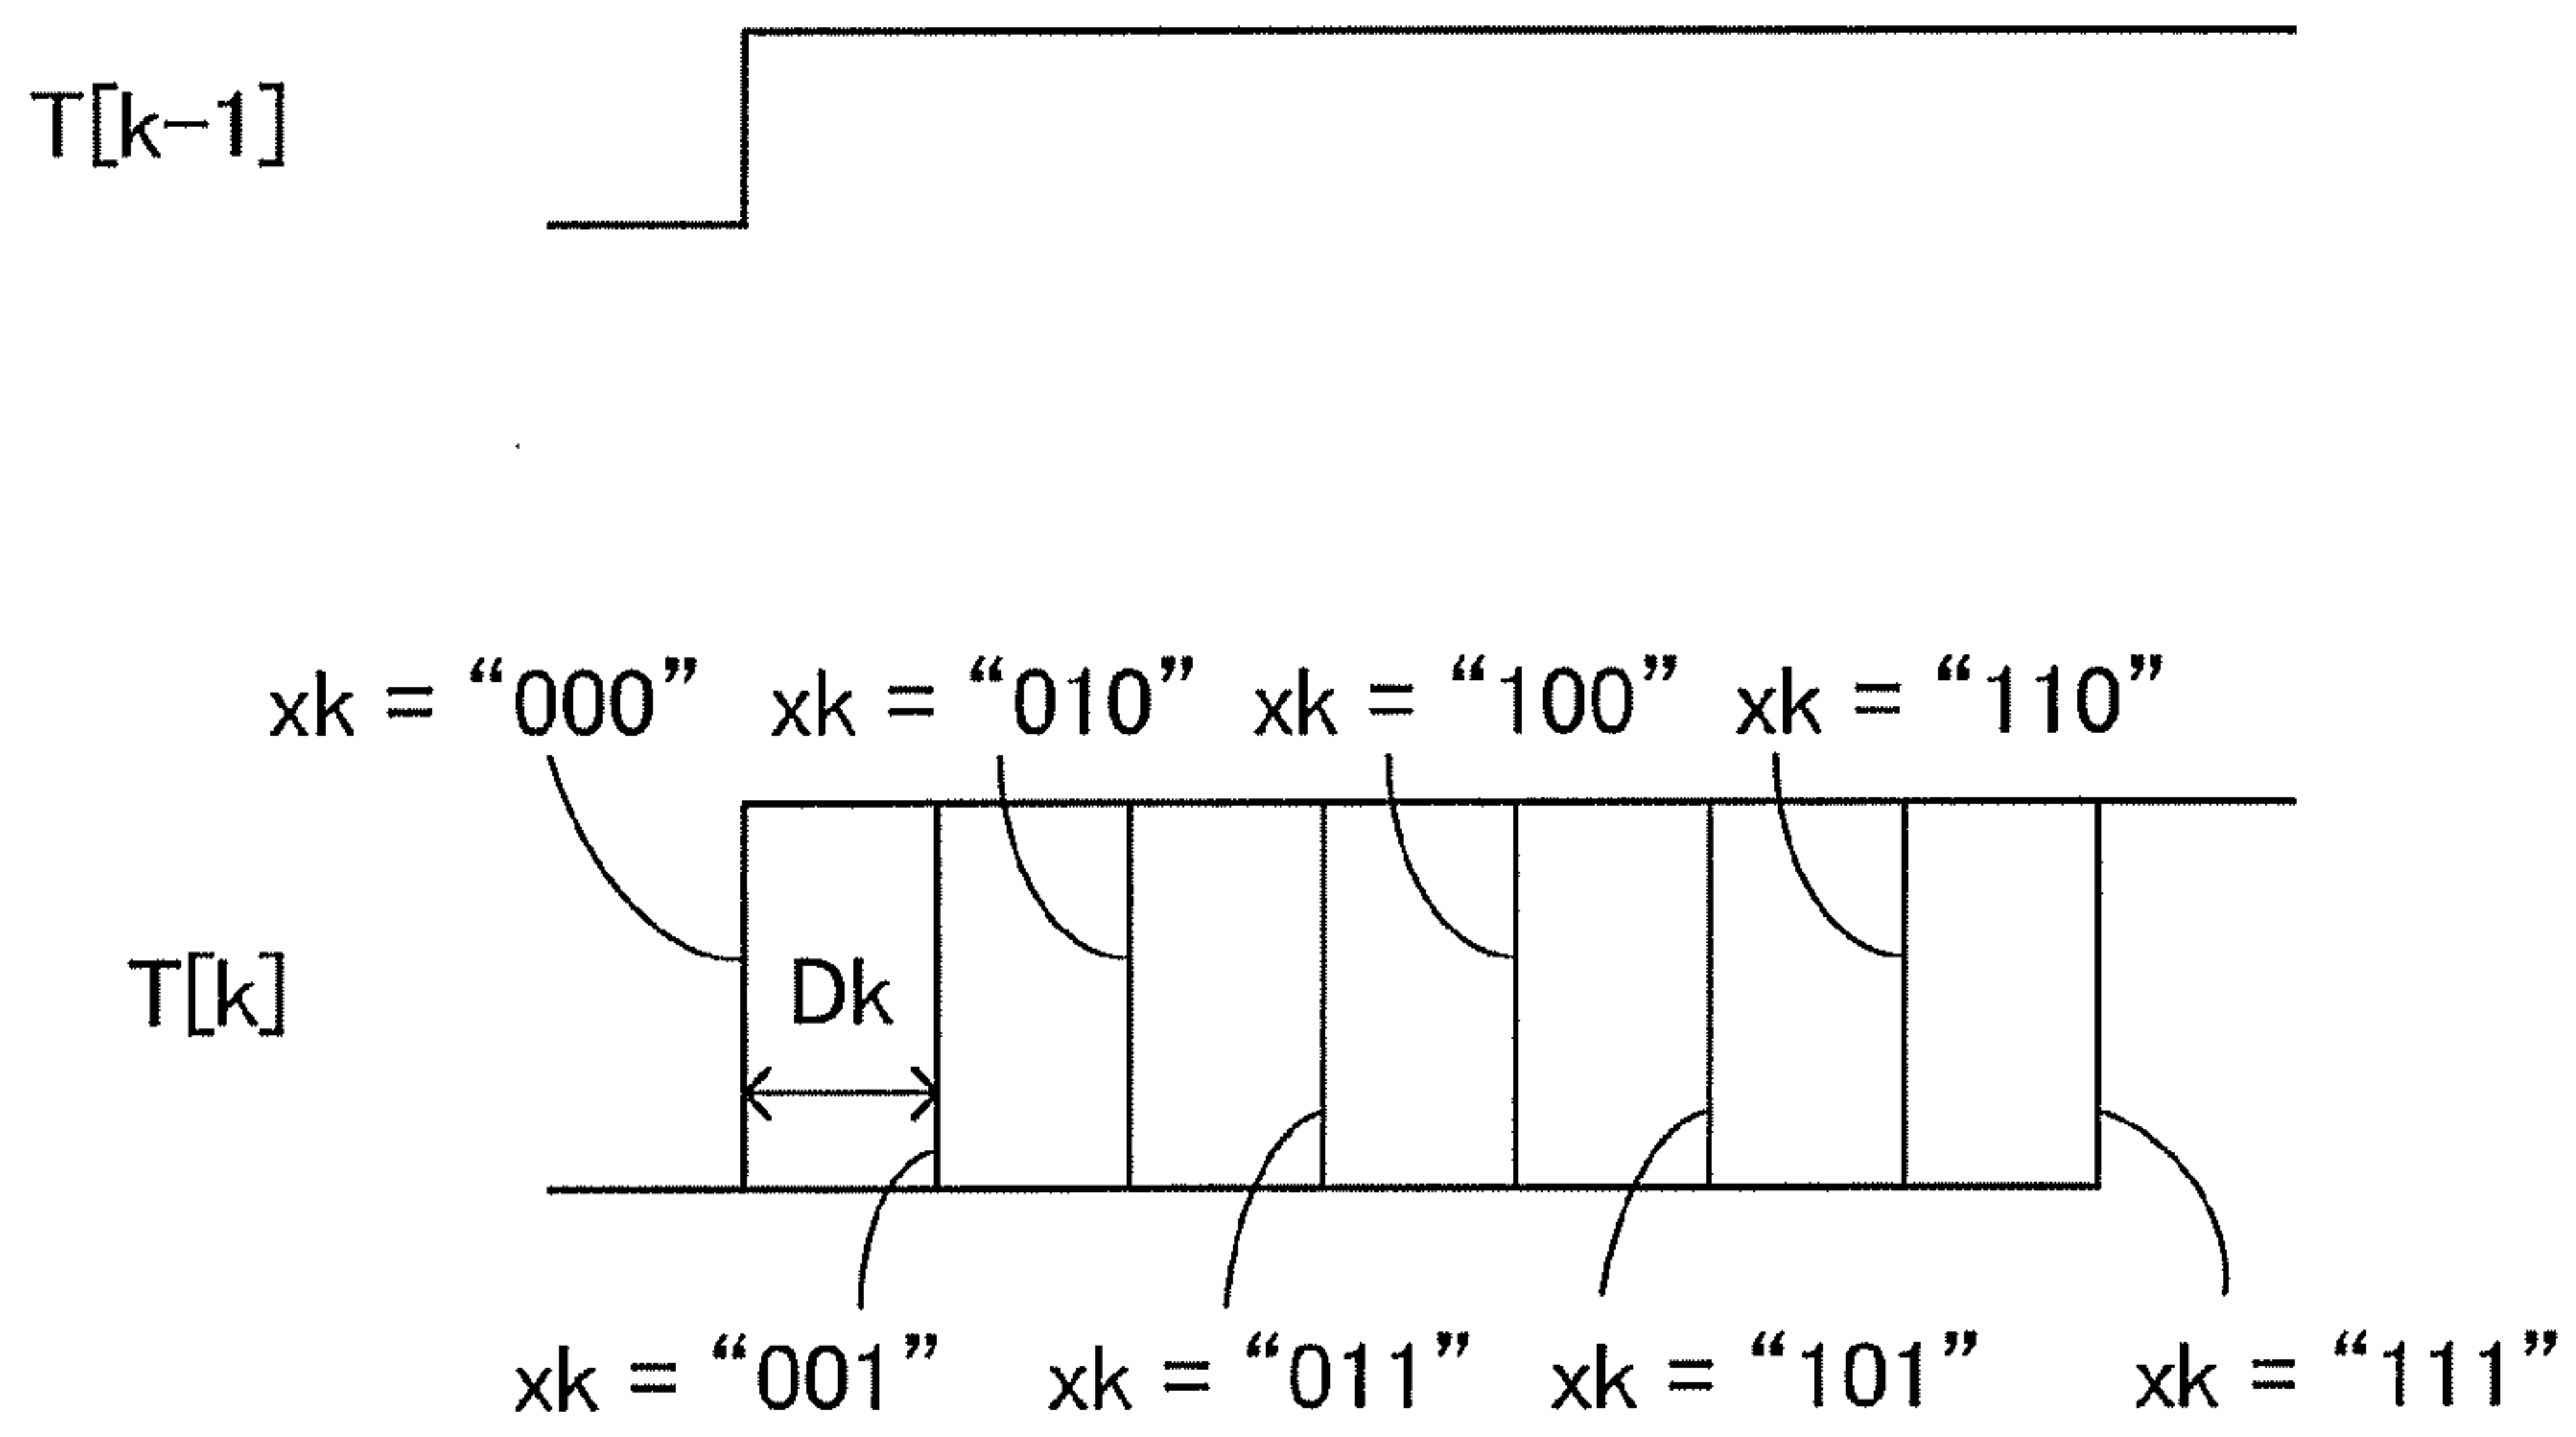 T[k-1]
xk = “000” xk = “010” xk = “100” xk = “110”
T[k]
Dk
xk = “001” xk = “011” xk = “101” xk = “111”